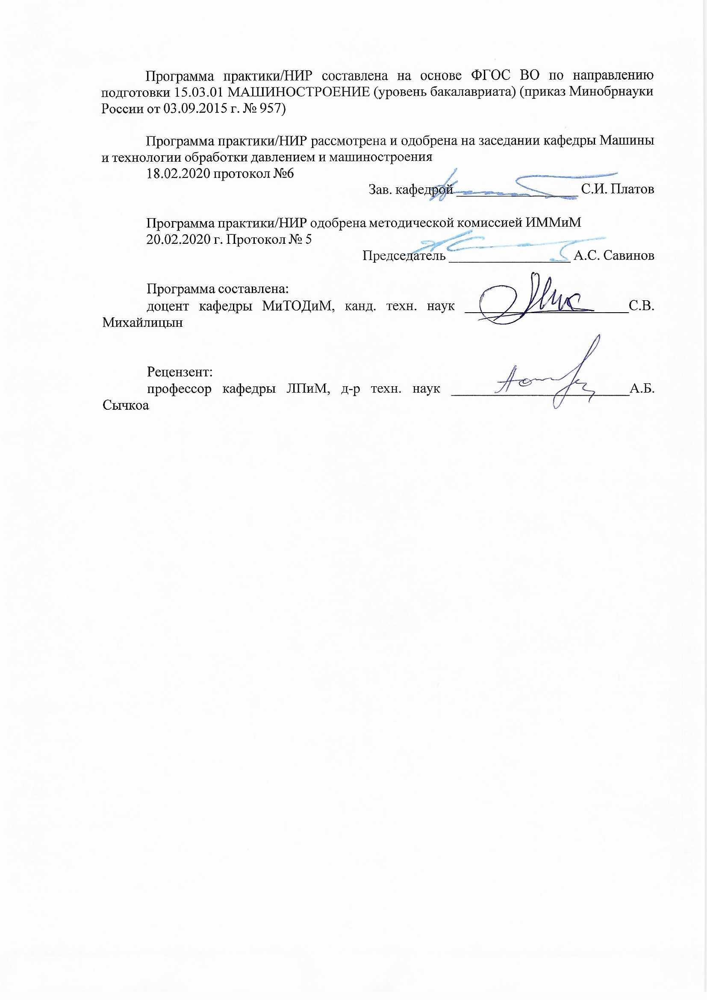 Программа практики/НИР составлена на основе ФГОС ВО по направлению
подготовки 15.03.01 МАШИНОСТРОЕНИЕ (уровень бакалавриата) (приказ Минобрнауки
России от 03.09.2015 г. № 957)
Программа практики/НИР рассмотрена и одобрена на заседании кафедры Машины
и технологии обработки давлением и машиностроения
18.02.2020 протокол №6
Зав. кафедрой _________________ С.И. Платов
Программа практики/НИР одобрена методической комиссией ИММиМ
20.02.2020 г. Протокол № 5
Председатель _________________ А.С. Савинов
Программа составлена:
доцент кафедры МиТОДиМ, канд. техн. наук _______________________С.В.
Михайлицын
Рецензент:
профессор кафедры ЛПиМ, д-р техн. наук _________________________А.Б.
Сычкоа